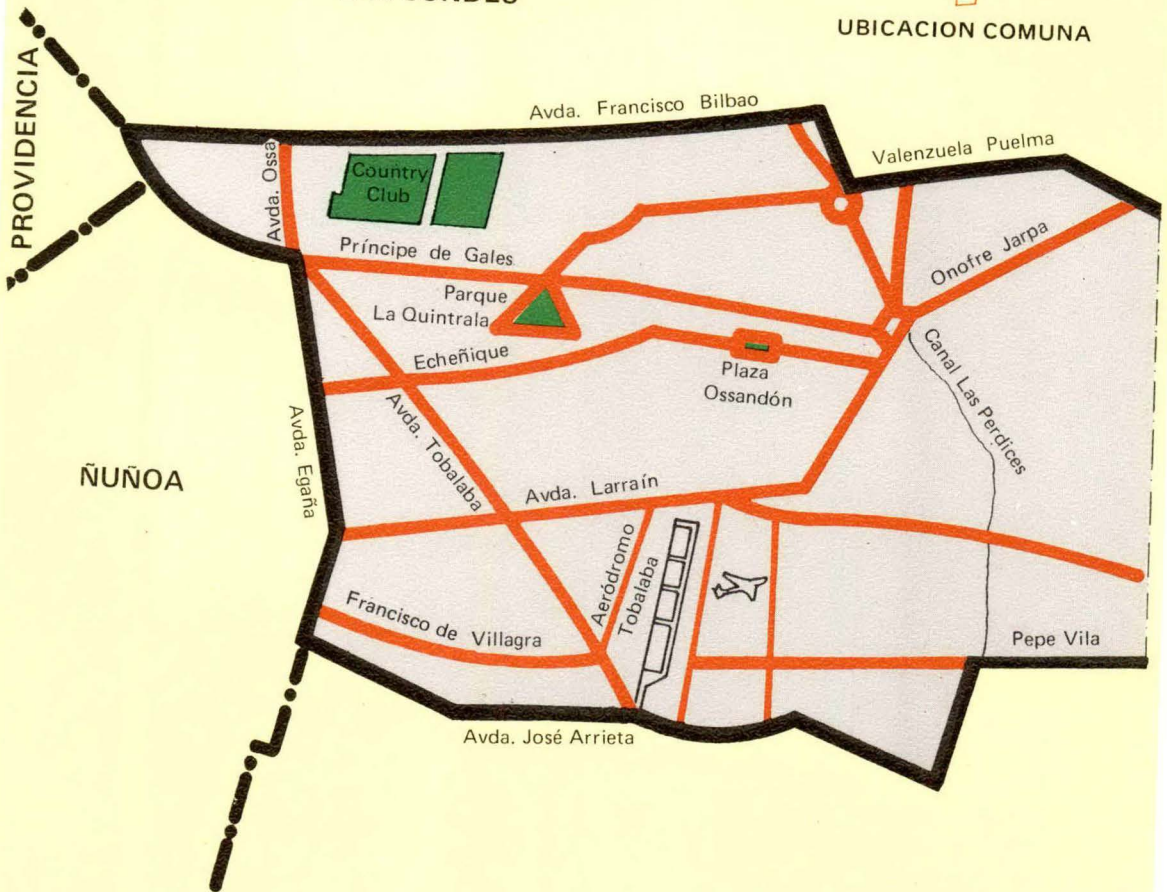 UBICACION COMUNA
PROVIDENCIA
Avda. Francisco Bilbao
Valenzuela Puelma
Avda. Ossa
Country
Club
Onofre Jarpa
Príncipe de Gales
Parque
La Quintrala
Echeñique
Plaza
Ossandón
Canal Las Perdices
Avda. Tobalaba
Avda. Egaña
ÑUÑOA
Avda. Larraín
Aeródromo
Tobalaba
Francisco de Villagra
Pepe Vila
Avda. José Arrieta